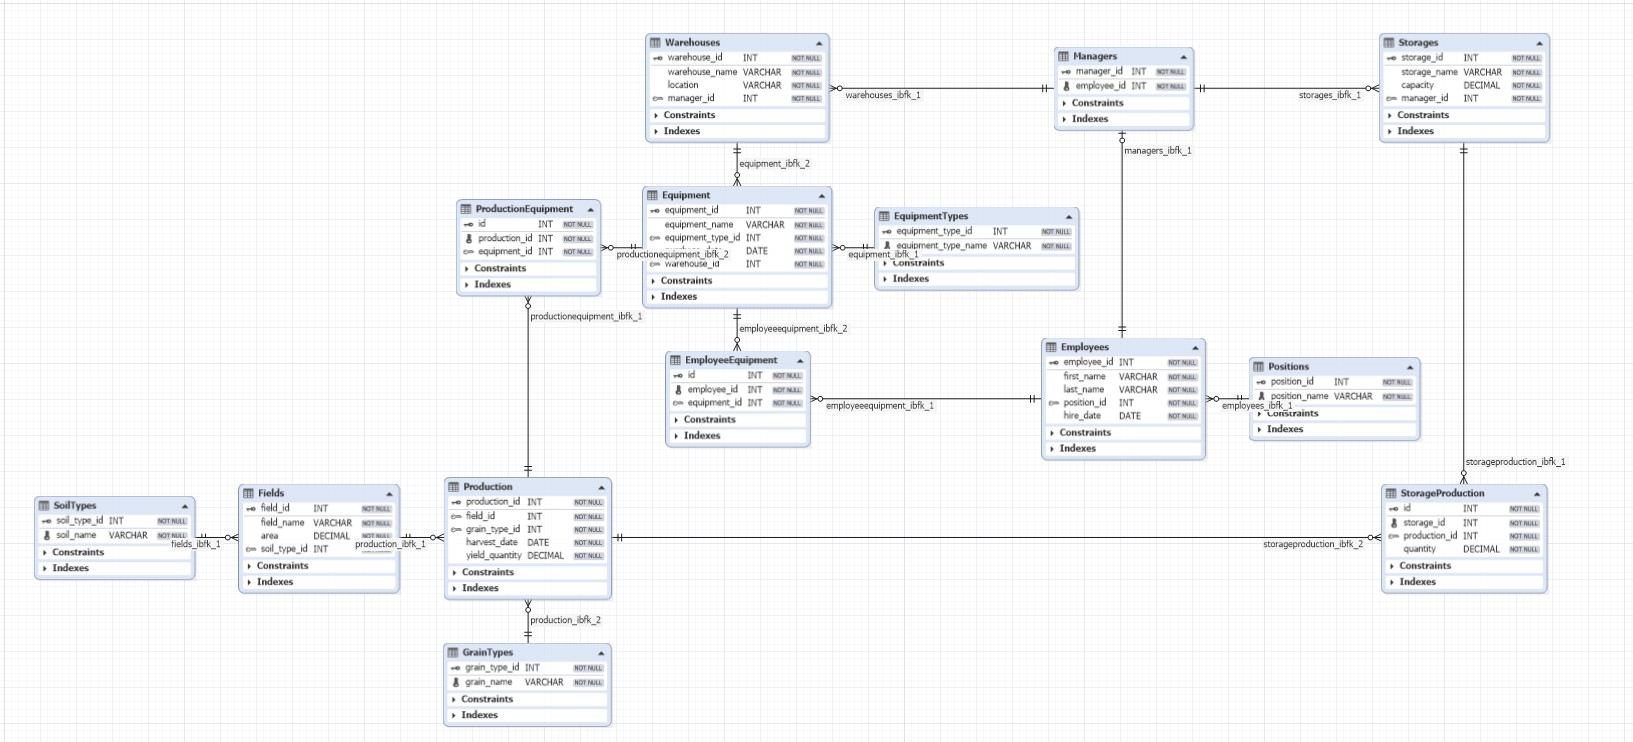 Warehouses
warehouse_id INT NOT NULL
warehouse_name VARCHAR NOT NULL
location VARCHAR NOT NULL
manager_id INT NOT NULL
Constraints
Indexes
warehouses_ibfk_1
Managers
manager_id INT NOT NULL
employee_id INT NOT NULL
Constraints
Indexes
storages_ibfk_1
Storages
storage_id INT NOT NULL
storage_name VARCHAR NOT NULL
capacity DECIMAL NOT NULL
manager_id INT NOT NULL
Constraints
Indexes
managers_ibfk_1
equipment_ibfk_2
ProductionEquipment
id INT NOT NULL
production_id INT NOT NULL
equipment_id INT NOT NULL
Constraints
Indexes
productionequipment_ibfk_2
Equipment
equipment_id INT NOT NULL
equipment_name VARCHAR NOT NULL
equipment_type_id INT NOT NULL
DATE NOT NULL
warehouse_id INT NOT NULL
Constraints
Indexes
equipment_ibfk_1
EquipmentTypes
equipment_type_id INT NOT NULL
equipment_type_name VARCHAR NOT NULL
Constraints
Indexes
productionequipment_ibfk_1
employeeequipment_ibfk_2
EmployeeEquipment
id INT NOT NULL
employee_id INT NOT NULL
equipment_id INT NOT NULL
Constraints
Indexes
employeeequipment_ibfk_1
Employees
employee_id INT NOT NULL
first_name VARCHAR NOT NULL
last_name VARCHAR NOT NULL
position_id INT NOT NULL
hire_date DATE NOT NULL
Constraints
Indexes
employees_ibfk_1
Positions
position_id INT NOT NULL
position_name VARCHAR NOT NULL
Constraints
Indexes
storageproduction_ibfk_1
SoilTypes
soil_type_id INT NOT NULL
soil_name VARCHAR NOT NULL
Constraints
Indexes
fields_ibfk_1
Fields
field_id INT NOT NULL
field_name VARCHAR NOT NULL
area DECIMAL NOT NULL
soil_type_id INT NOT NULL
Constraints
Indexes
production_ibfk_1
Production
production_id INT NOT NULL
field_id INT NOT NULL
grain_type_id INT NOT NULL
harvest_date DATE NOT NULL
yield_quantity DECIMAL NOT NULL
Constraints
Indexes
storageproduction_ibfk_2
StorageProduction
id INT NOT NULL
storage_id INT NOT NULL
production_id INT NOT NULL
quantity DECIMAL NOT NULL
Constraints
Indexes
production_ibfk_2
GrainTypes
grain_type_id INT NOT NULL
grain_name VARCHAR NOT NULL
Constraints
Indexes